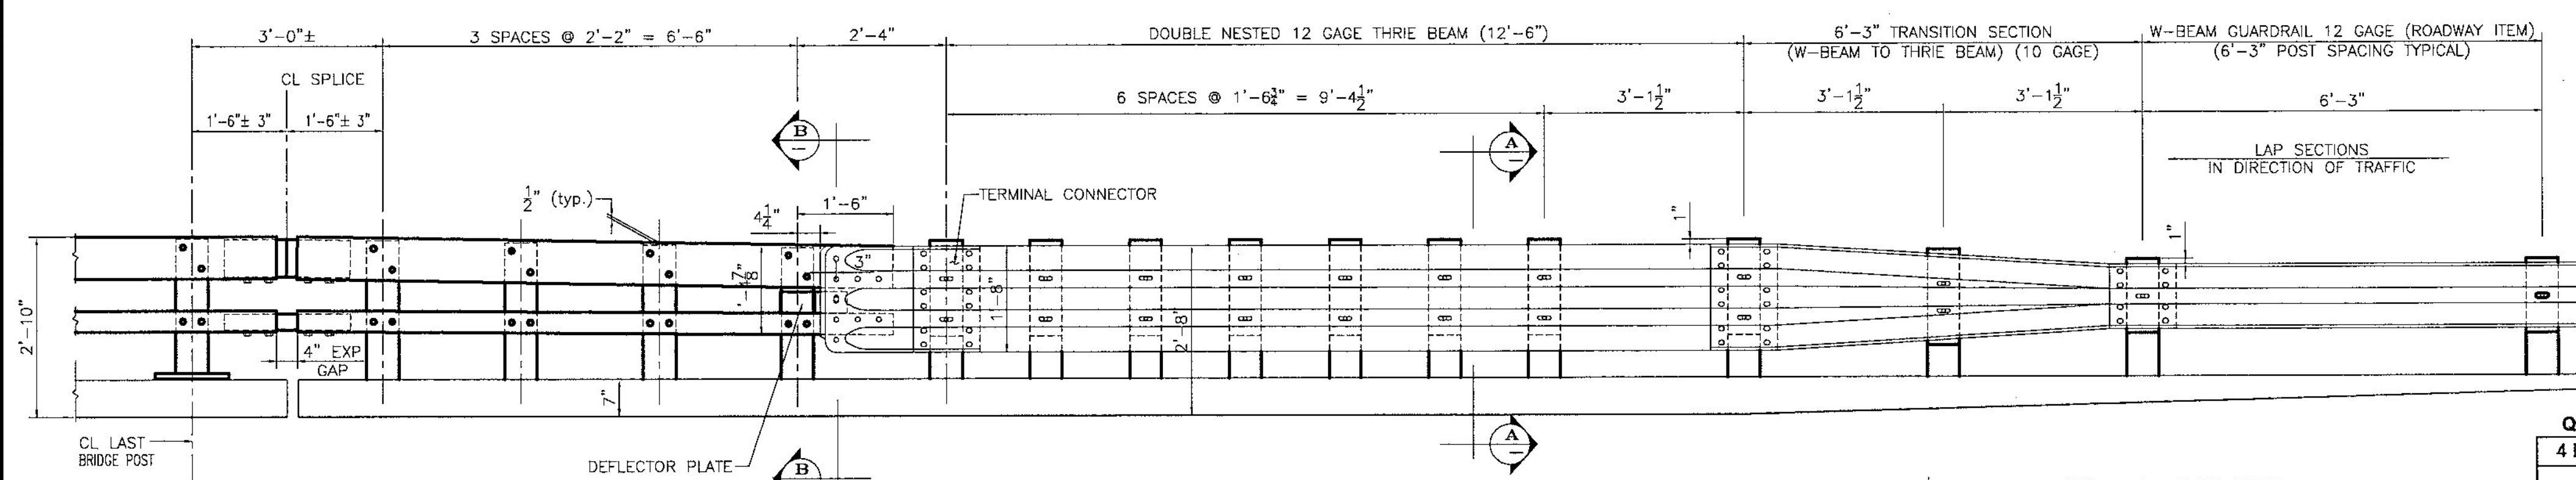 3'-0"±
3 SPACES @ 2'-2" = 6'-6"
2'-4"
DOUBLE NESTED 12 GAGE THRIE BEAM (12'-6")
6'-3" TRANSITION SECTION
(W-BEAM TO THRIE BEAM) (10 GAGE)
W-BEAM GUARDRAIL 12 GAGE (ROADWAY ITEM)
(6'-3" POST SPACING TYPICAL)
CL SPLICE
1'-6"± 3"
1'-6"± 3"
6 SPACES @ 1'-6¾" = 9'-4½"
3'-1½"
3'-1½"
3'-1½"
6'-3"
B
A
LAP SECTIONS
IN DIRECTION OF TRAFFIC
½" (typ.)
4¼"
1'-6"
TERMINAL CONNECTOR
1"
1"
3"
1'-8"
2'-8"
2'-10"
4" EXP
GAP
7"
CL LAST
BRIDGE POST
DEFLECTOR PLATE
B
A
Q
4